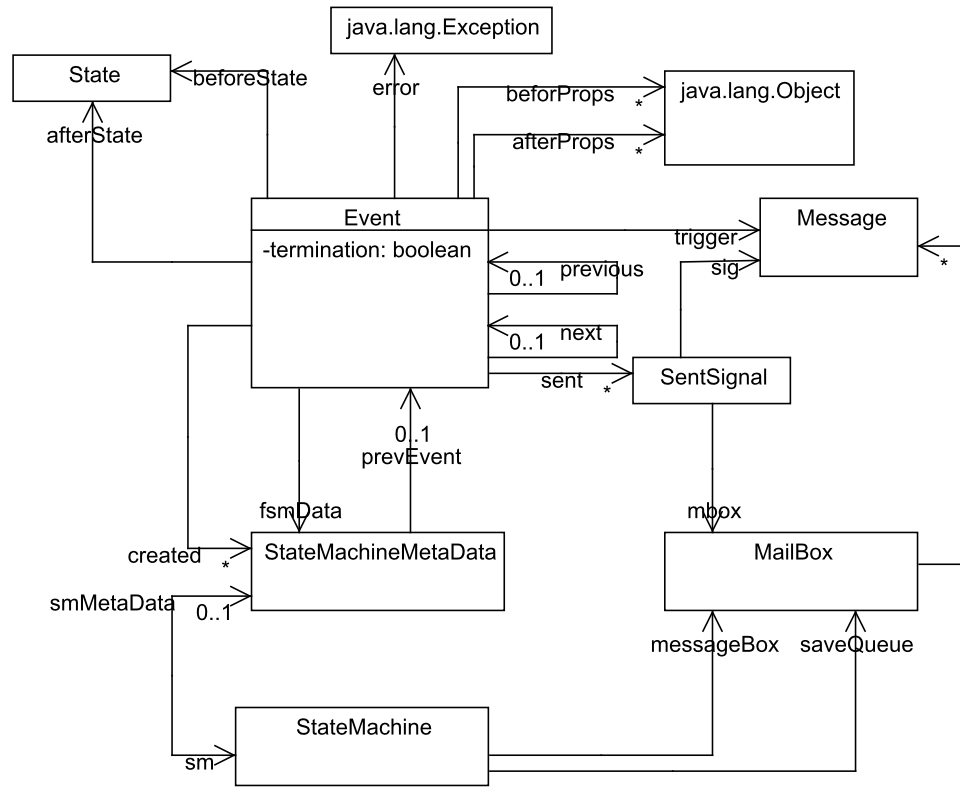 java.lang.Exception
State
beforeState
error
beforProps
*
java.lang.Object
afterState
afterProps
*
Event
Message
-termination: boolean
trigger
previous
sig
*
0..1
next
0..1
sent
*
SentSignal
0..1
prevEvent
fsmData
mbox
created
*
StateMachineMetaData
MailBox
smMetaData
0..1
messageBox
saveQueue
StateMachine
sm